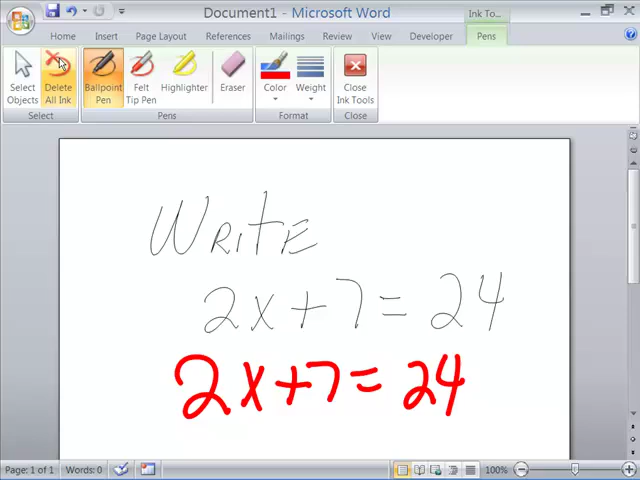 Document1 - Microsoft Word
Ink To...
Home Insert Page Layout References Mailings Review View Developer Pens
Select Objects
Delete All Ink
Ballpoint Pen
Felt Tip Pen
Highlighter
Eraser
Color
Weight
Close Ink Tools
Select Pens Format Close
WRITE
2x+7=24
2x+7=24
Page: 1 of 1 Words: 0 100%